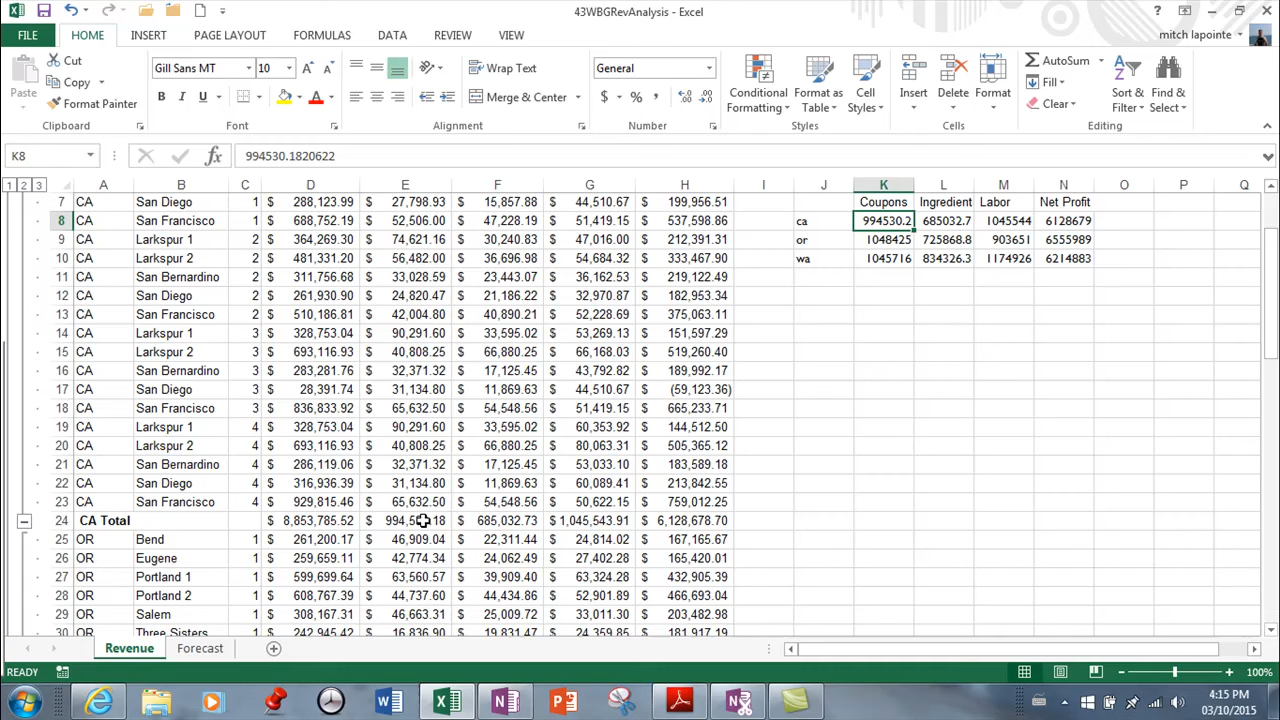 43WBGRevAnalysis - Excel
FILE HOME INSERT PAGE LAYOUT FORMULAS DATA REVIEW VIEW mitch lapointe
Paste Cut Copy Format Painter
Gill Sans MT 10
Wrap Text Merge & Center
General
Conditional Formatting Format as Table Cell Styles Insert Delete Format
AutoSum Fill Clear Sort & Filter Find & Select
Clipboard Font Alignment Number Styles Cells Editing
K8 994530.1820622
1 2 3 A B C D E F G H I J K L M N O P Q
7 CA San Diego 1 $ 288,123.99 $ 27,798.93 $ 15,857.88 $ 44,510.67 $ 199,956.51 Coupons Ingredient Labor Net Profit
8 CA San Francisco 1 $ 688,752.19 $ 52,506.00 $ 47,228.19 $ 51,419.15 $ 537,598.86 ca 994530.2 685032.7 1045544 6128679
9 CA Larkspur 1 2 $ 364,269.30 $ 74,621.16 $ 30,240.83 $ 47,016.00 $ 212,391.31 or 1048425 725868.8 903651 6555989
10 CA Larkspur 2 2 $ 481,331.20 $ 56,482.00 $ 36,696.98 $ 54,684.32 $ 333,467.90 wa 1045716 834326.3 1174926 6214883
11 CA San Bernardino 2 $ 311,756.68 $ 33,028.59 $ 23,443.07 $ 36,162.53 $ 219,122.49
12 CA San Diego 2 $ 261,930.90 $ 24,820.47 $ 21,186.22 $ 32,970.87 $ 182,953.34
13 CA San Francisco 2 $ 510,186.81 $ 42,004.80 $ 40,890.21 $ 52,228.69 $ 375,063.11
14 CA Larkspur 1 3 $ 328,753.04 $ 90,291.60 $ 33,595.02 $ 53,269.13 $ 151,597.29
15 CA Larkspur 2 3 $ 693,116.93 $ 40,808.25 $ 66,880.25 $ 66,168.03 $ 519,260.40
16 CA San Bernardino 3 $ 283,281.76 $ 32,371.32 $ 17,125.45 $ 43,792.82 $ 189,992.17
17 CA San Diego 3 $ 28,391.74 $ 31,134.80 $ 11,869.63 $ 44,510.67 $ (59,123.36)
18 CA San Francisco 3 $ 836,833.92 $ 65,632.50 $ 54,548.56 $ 51,419.15 $ 665,233.71
19 CA Larkspur 1 4 $ 328,753.04 $ 90,291.60 $ 33,595.02 $ 60,353.92 $ 144,512.50
20 CA Larkspur 2 4 $ 693,116.93 $ 40,808.25 $ 66,880.25 $ 80,063.31 $ 505,365.12
21 CA San Bernardino 4 $ 286,119.06 $ 32,371.32 $ 17,125.45 $ 53,033.10 $ 183,589.18
22 CA San Diego 4 $ 316,936.39 $ 31,134.80 $ 11,869.63 $ 60,089.41 $ 213,842.55
23 CA San Francisco 4 $ 929,815.46 $ 65,632.50 $ 54,548.56 $ 50,622.15 $ 759,012.25
24 CA Total $ 8,853,785.52 $ $ 685,032.73 $ 1,045,543.91 $ 6,128,678.70
25 OR Bend 1 $ 261,200.17 $ 46,909.04 $ 22,311.44 $ 24,814.02 $ 167,165.67
26 OR Eugene 1 $ 259,659.11 $ 42,774.34 $ 24,062.49 $ 27,402.28 $ 165,420.01
27 OR Portland 1 1 $ 599,699.64 $ 63,560.57 $ 39,909.40 $ 63,324.28 $ 432,905.39
28 OR Portland 2 1 $ 608,767.39 $ 44,737.60 $ 44,434.86 $ 52,901.89 $ 466,693.04
29 OR Salem 1 $ 308,167.31 $ 46,663.31 $ 25,009.72 $ 33,011.30 $ 203,482.98
30 OR Three Sisters 1 $ 242,945.42 $ 16,836.90 $ 19,831.47 $ 24,359.85 $ 181,917.19
Revenue Forecast
READY 100%
4:15 PM
03/10/2015